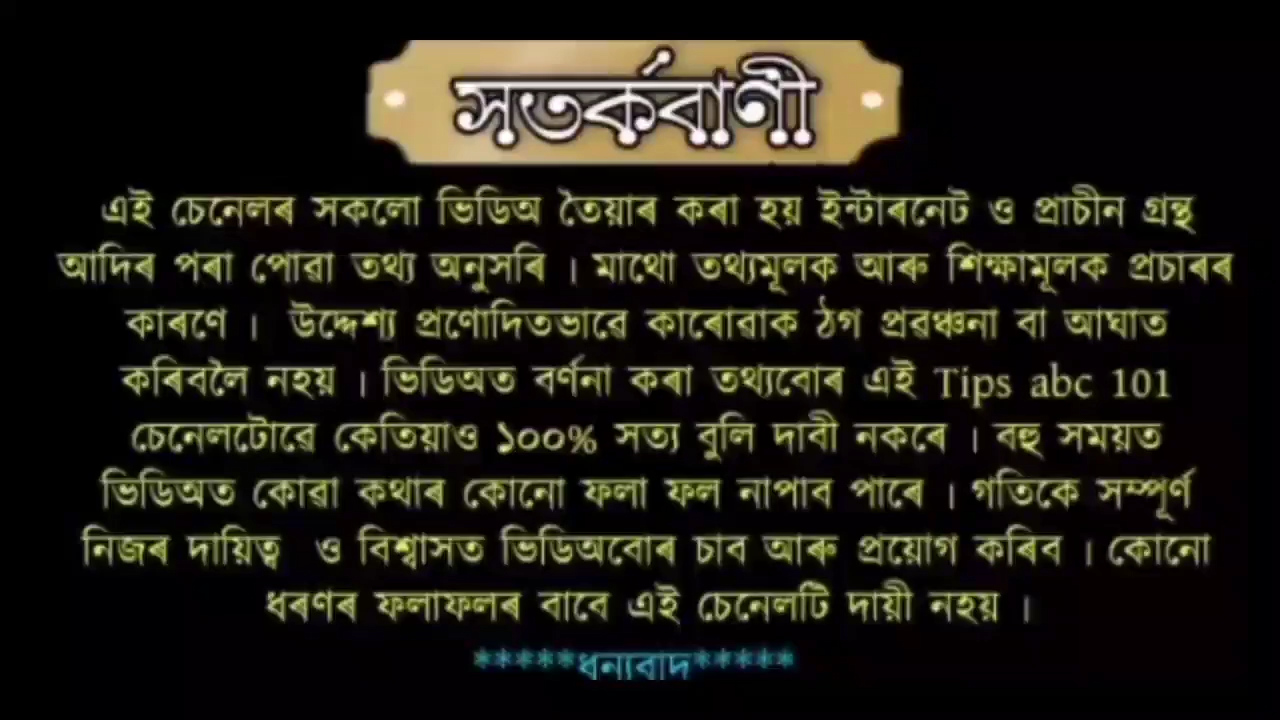 সতৰ্কবাণী
এই চেনেলৰ সকলো ভিডিঅ তৈয়াৰ কৰা হয় ইন্টাৰনেট ও প্ৰাচীন গ্ৰন্থ
আদিৰ পৰা পোৱা তথ্য অনুসৰি । মাথো তথ্যমূলক আৰু শিক্ষামূলক প্ৰচাৰৰ
কাৰণে । উদ্দেশ্য প্ৰণোদিতভাৱে কাৰোৱাক ঠগ প্ৰৱঞ্চনা বা আঘাত
কৰিবলৈ নহয় । ভিডিঅত বৰ্ণনা কৰা তথ্যবোৰ এই Tips abc 101
চেনেলটোৱে কেতিয়াও ১০০% সত্য বুলি দাবী নকৰে । বহু সময়ত
ভিডিঅত কোৱা কথাৰ কোনো ফলা ফল নাপাব পাৰে । গতিকে সম্পূৰ্ণ
নিজৰ দায়িত্ব ও বিশ্বাসত ভিডিঅবোৰ চাব আৰু প্ৰয়োগ কৰিব । কোনো
ধৰণৰ ফলাফলৰ বাবে এই চেনেলটি দায়ী নহয় ।
*****ধন্যবাদ*****